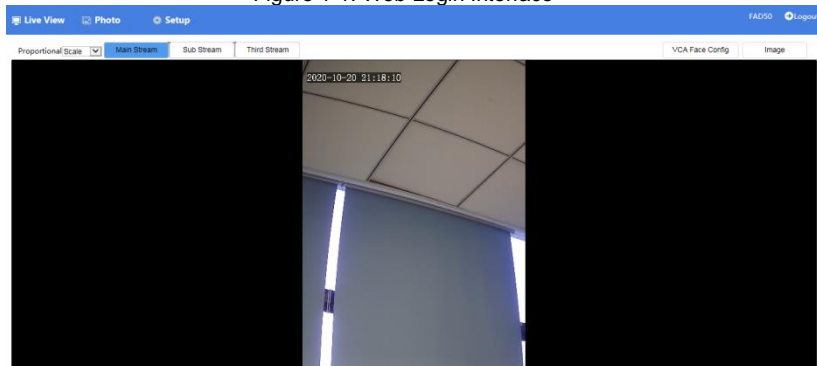 Figure 1-1: Web Login Interface
Live View Photo Setup FAD50 Logout
Proportional Scale Main Stream Sub Stream Third Stream VCA Face Config Image
2020-10-20 21:18:10